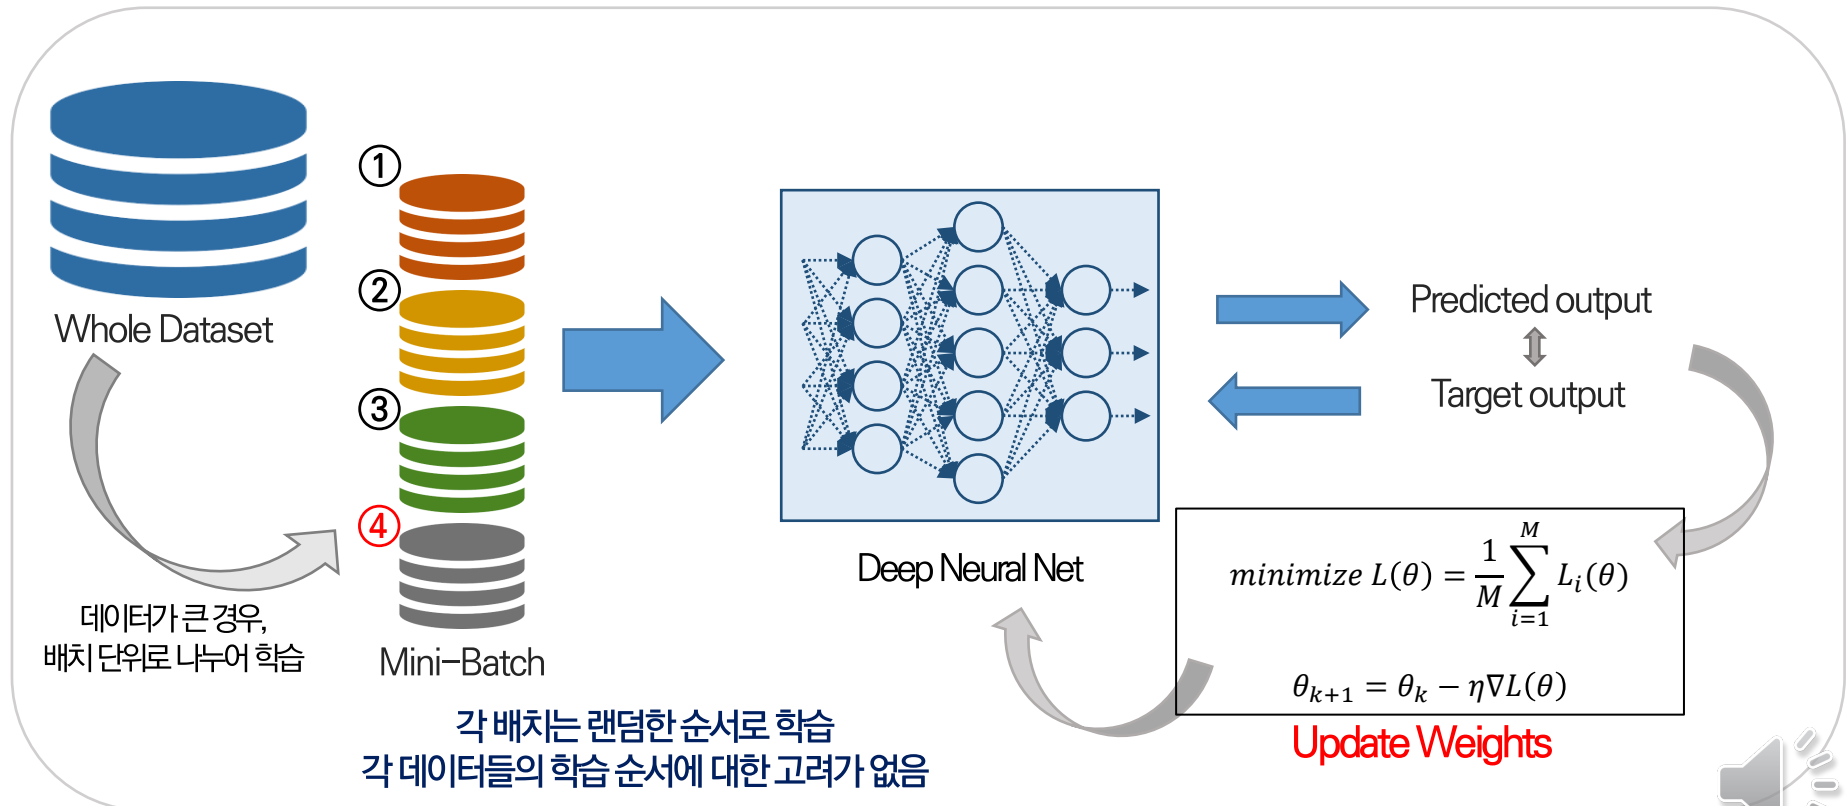 Whole Dataset
데이터가 큰 경우,
배치 단위로 나누어 학습
①
②
③
④
Mini-Batch
각 배치는 랜덤한 순서로 학습
각 데이터들의 학습 순서에 대한 고려가 없음
Deep Neural Net
Predicted output
Target output
minimize L(θ) = \frac{1}{M} \sum_{i=1}^{M} L_i(θ)
θ_{k+1} = θ_k − η∇L(θ)
Update Weights